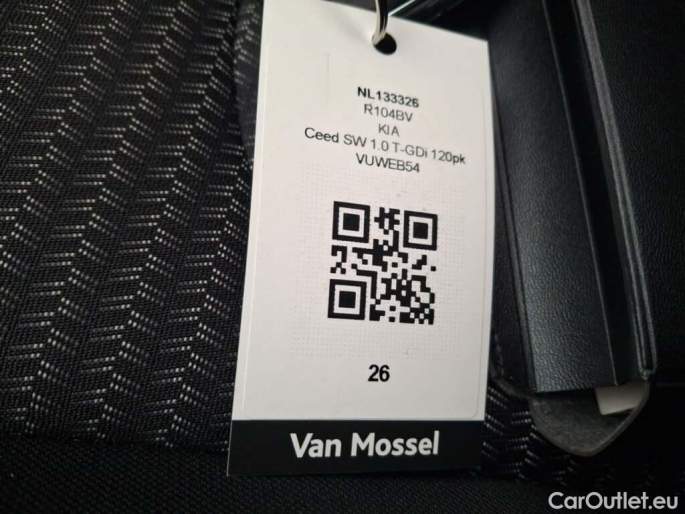 NL133326
R104BV
KIA
Ceed SW 1.0 T-GDi 120pk
VUWEB54
26
Van Mossel
CarOutlet.eu